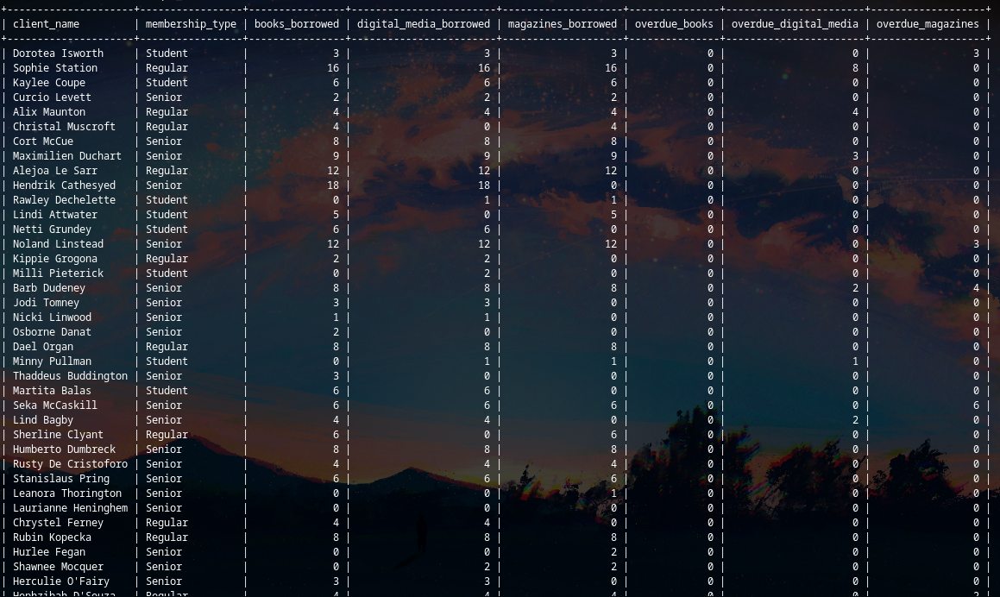 +---------------------+-----------------+----------------+------------------------+--------------------+---------------+-----------------------+-------------------+
| client_name | membership_type | books_borrowed | digital_media_borrowed | magazines_borrowed | overdue_books | overdue_digital_media | overdue_magazines |
+---------------------+-----------------+----------------+------------------------+--------------------+---------------+-----------------------+-------------------+
| Dorotea Isworth | Student | 3 | 3 | 3 | 0 | 0 | 3 |
| Sophie Station | Regular | 16 | 16 | 16 | 0 | 8 | 0 |
| Kaylee Coupe | Student | 6 | 6 | 6 | 0 | 0 | 0 |
| Curcio Levett | Senior | 2 | 2 | 2 | 0 | 0 | 0 |
| Alix Maunton | Regular | 4 | 4 | 4 | 0 | 4 | 0 |
| Christal Muscroft | Regular | 4 | 0 | 4 | 0 | 0 | 0 |
| Cort McCue | Senior | 8 | 8 | 8 | 0 | 0 | 0 |
| Maximilien Duchart | Senior | 9 | 9 | 9 | 0 | 3 | 0 |
| Alejoa Le Sarr | Regular | 12 | 12 | 12 | 0 | 0 | 0 |
| Hendrik Cathesyed | Senior | 18 | 18 | 0 | 0 | 0 | 0 |
| Rawley Dechelette | Student | 0 | 1 | 1 | 0 | 0 | 0 |
| Lindi Attwater | Student | 5 | 0 | 5 | 0 | 0 | 0 |
| Netti Grundey | Student | 6 | 6 | 0 | 0 | 0 | 0 |
| Noland Linstead | Senior | 12 | 12 | 12 | 0 | 0 | 3 |
| Kippie Grogona | Regular | 2 | 2 | 0 | 0 | 0 | 0 |
| Milli Pieterick | Student | 0 | 2 | 0 | 0 | 0 | 0 |
| Barb Dudeney | Senior | 8 | 8 | 8 | 0 | 2 | 4 |
| Jodi Tomney | Senior | 3 | 3 | 0 | 0 | 0 | 0 |
| Nicki Linwood | Senior | 1 | 1 | 0 | 0 | 0 | 0 |
| Osborne Danat | Senior | 2 | 0 | 0 | 0 | 0 | 0 |
| Dael Organ | Regular | 8 | 8 | 8 | 0 | 0 | 0 |
| Minny Pullman | Student | 0 | 1 | 1 | 0 | 1 | 0 |
| Thaddeus Buddington | Senior | 3 | 0 | 0 | 0 | 0 | 0 |
| Martita Balas | Student | 6 | 6 | 0 | 0 | 0 | 0 |
| Seka McCaskill | Senior | 6 | 6 | 6 | 0 | 0 | 6 |
| Lind Bagby | Senior | 4 | 4 | 0 | 0 | 2 | 0 |
| Sherline Clyant | Regular | 6 | 0 | 6 | 0 | 0 | 0 |
| Humberto Dumbreck | Senior | 8 | 8 | 8 | 0 | 0 | 0 |
| Rusty De Cristoforo | Senior | 4 | 4 | 4 | 0 | 0 | 0 |
| Stanislaus Pring | Senior | 6 | 6 | 6 | 0 | 0 | 0 |
| Leanora Thorington | Senior | 0 | 0 | 1 | 0 | 0 | 0 |
| Laurianne Heninghem | Senior | 0 | 0 | 0 | 0 | 0 | 0 |
| Chrystel Ferney | Regular | 4 | 4 | 0 | 0 | 0 | 0 |
| Rubin Kopecka | Regular | 8 | 8 | 8 | 0 | 0 | 0 |
| Hurlee Fegan | Senior | 0 | 0 | 2 | 0 | 0 | 0 |
| Shawnee Mocquer | Senior | 0 | 2 | 2 | 0 | 0 | 0 |
| Herculie O'Fairy | Senior | 3 | 3 | 0 | 0 | 0 | 0 |
| Hephzibah D'Souza | Regular | 4 | 4 | 4 | 0 | 0 | 2 |